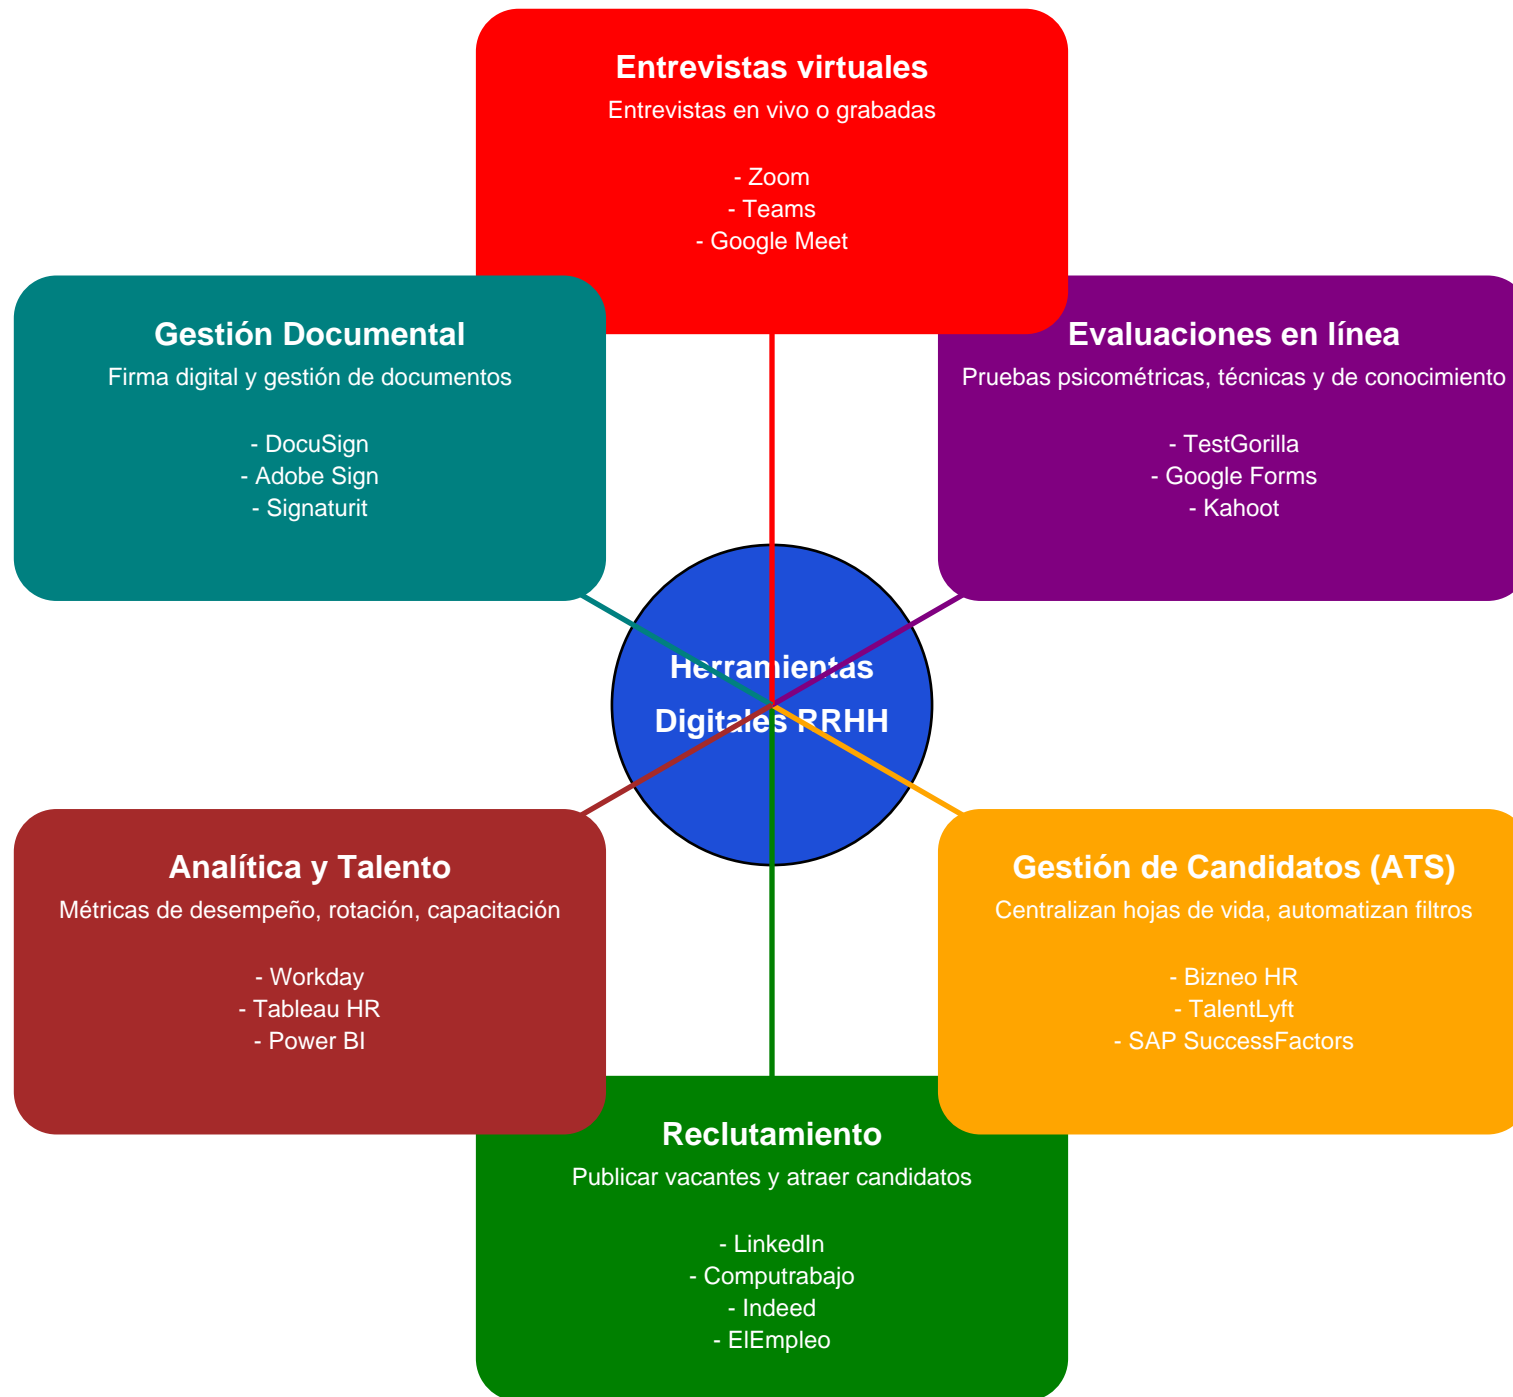 Entrevistas virtuales
Entrevistas en vivo o grabadas
- Zoom
- Teams
- Google Meet
Gestión Documental
Firma digital y gestión de documentos
- DocuSign
- Adobe Sign
- Signaturit
Evaluaciones en línea
Pruebas psicométricas, técnicas y de conocimiento
- TestGorilla
- Google Forms
- Kahoot
Herramientas
Digitales RRHH
Analítica y Talento
Métricas de desempeño, rotación, capacitación
- Workday
- Tableau HR
- Power BI
Gestión de Candidatos (ATS)
Centralizan hojas de vida, automatizan filtros
- Bizneo HR
- TalentLyft
- SAP SuccessFactors
Reclutamiento
Publicar vacantes y atraer candidatos
- LinkedIn
- Computrabajo
- Indeed
- ElEmpleo